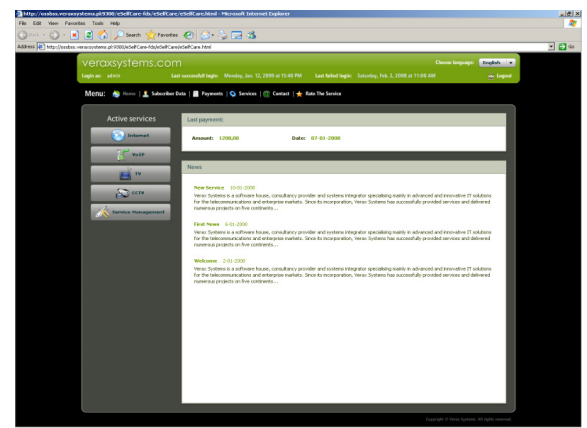 http://ossbss.veraxsystems.pl:9300/eSelfCare-fds/eSelfCare/eSelfCare.html - Microsoft Internet Explorer
File Edit View Favorites Tools Help
Back Search Favorites
Address http://ossbss.veraxsystems.pl:9300/eSelfCare-fds/eSelfCare/eSelfCare.html Go
veraxsystems.com
Choose language: English
Login as: admin Last successfull login: Monday, Jan. 12, 2009 at 11:40 PM Last failed login: Saturday, Feb. 2, 2008 at 11:08 AM Logout
Menu: Home | Subscriber Data | Payments | Services | Contact | Rate The Service
Active services
Internet
VoIP
TV
CCTV
Service Management
Last payment:
Amount: 1200,00 Date: 07-01-2008
News
New Service 10-01-2008
Verax Systems is a software house, consultancy provider and systems integrator specialising mainly in advanced and innovative IT solutions
for the telecommunications and enterprise markets. Since its incorporation, Verax Systems has successfully provided services and delivered
numerous projects on five continents...
First News 6-01-2008
Verax Systems is a software house, consultancy provider and systems integrator specialising mainly in advanced and innovative IT solutions
for the telecommunications and enterprise markets. Since its incorporation, Verax Systems has successfully provided services and delivered
numerous projects on five continents...
Welcome 2-01-2008
Verax Systems is a software house, consultancy provider and systems integrator specialising mainly in advanced and innovative IT solutions
for the telecommunications and enterprise markets. Since its incorporation, Verax Systems has successfully provided services and delivered
numerous projects on five continents...
Copyright © Verax Systems. All rights reserved.